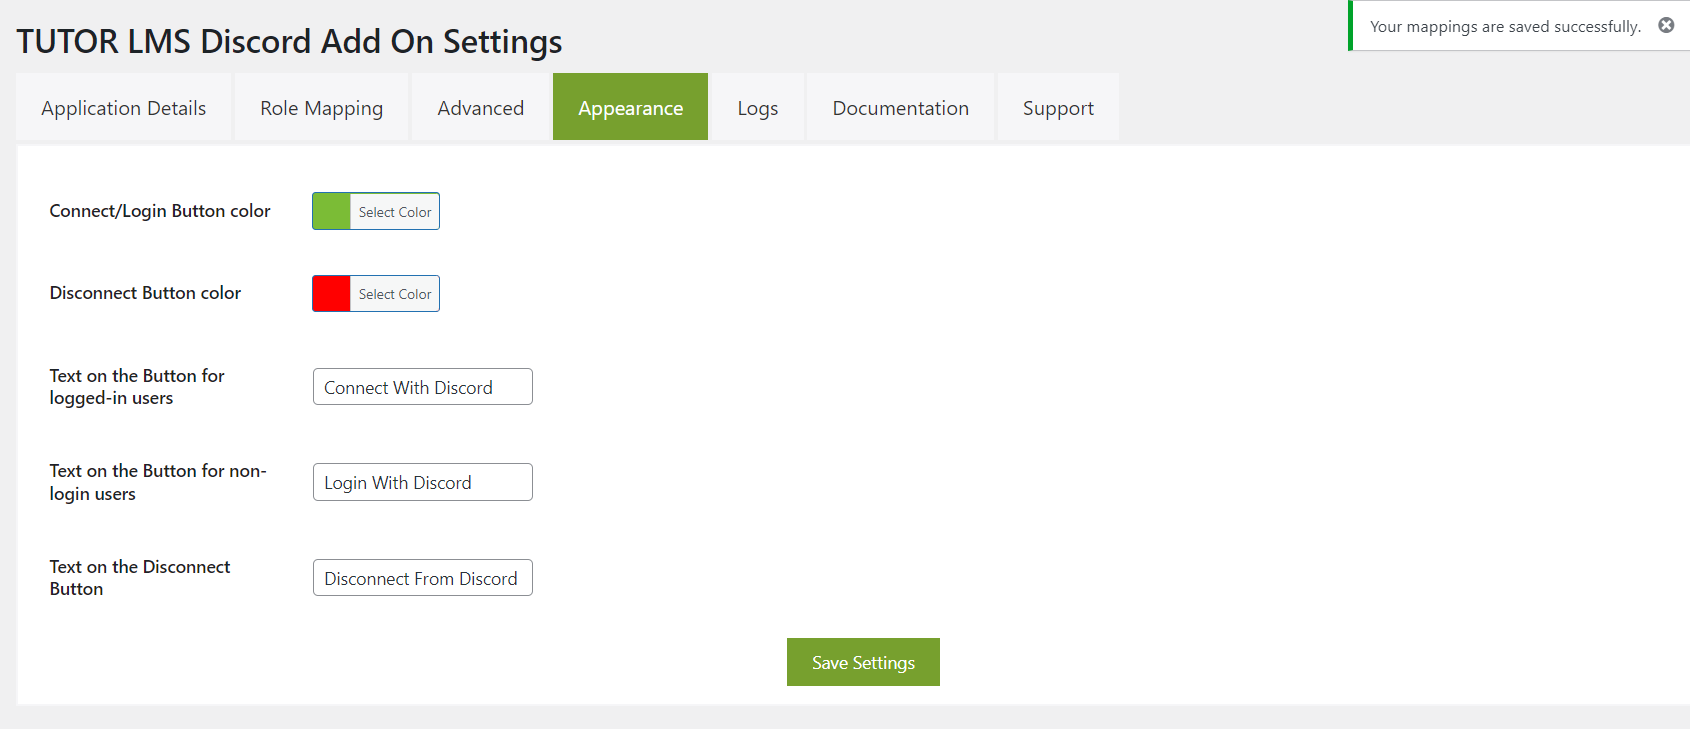 TUTOR LMS Discord Add On Settings
Your mappings are saved successfully.
Application Details
Role Mapping
Advanced
Appearance
Logs
Documentation
Support
Connect/Login Button color
Select Color
Disconnect Button color
Select Color
Text on the Button for
logged-in users
Connect With Discord
Text on the Button for non-
login users
Login With Discord
Text on the Disconnect
Button
Disconnect From Discord
Save Settings